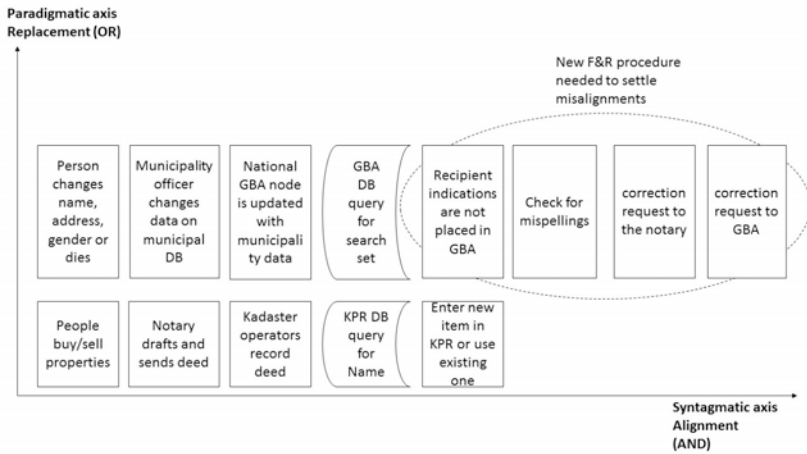 Paradigmatic axis
Replacement (OR)
New F&R procedure
needed to settle
misalignments
Person
changes
name,
address,
gender or
dies
Municipality
officer
changes
data on
municipal
DB
National
GBA node
is updated
with
municipali
ty data
GBA
DB
query
for
search
set
Recipient
indications
are not
placed in
GBA
Check for
mispellings
correction
request to
the notary
correction
request to
GBA
People
buy/sell
properties
Notary
drafts and
sends deed
Kadaster
operators
record
deed
KPR DB
query
for
Name
Enter new
item in
KPR or use
existing
one
Syntagmatic axis
Alignment
(AND)